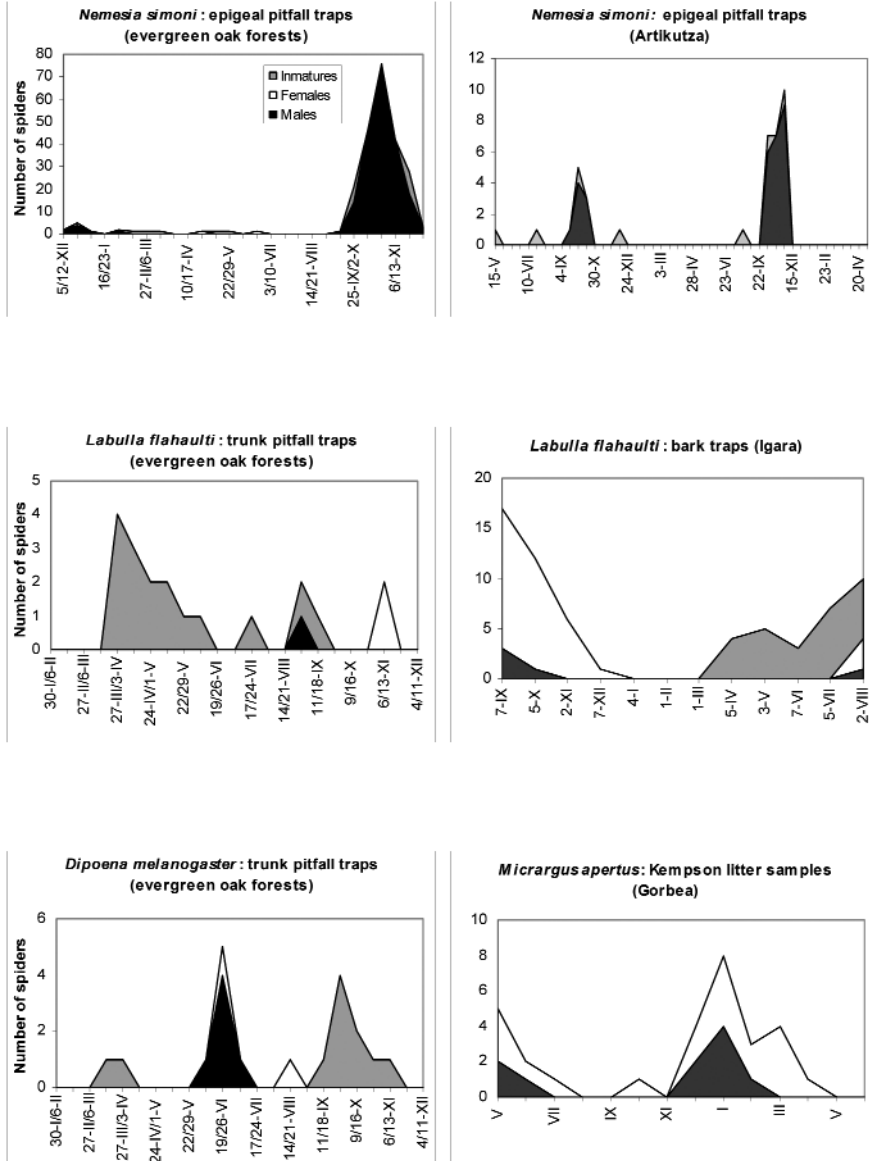 Nemesia simoni : epigeal pitfall traps
(evergreen oak forests)
Number of spiders
80
70
60
50
40
30
20
10
0
Inmatures
Females
Males
5/12-XII
16/23-I
27-II/6-III
10/17-IV
22/29-V
3/10-VII
14/21-VIII
25-IX/2-X
6/13-XI
Nemesia simoni: epigeal pitfall traps
(Artikutza)
12
10
8
6
4
2
0
15-V
10-VII
4-IX
30-X
24-XII
3-III
28-IV
23-VI
22-IX
15-XII
23-II
20-IV
Labulla flahaulti : trunk pitfall traps
(evergreen oak forests)
Number of spiders
5
4
3
2
1
0
30-I/6-II
27-II/6-III
27-III/3-IV
24-IV/1-V
22/29-V
19/26-VI
17/24-VII
14/21-VIII
11/18-IX
9/16-X
6/13-XI
4/11-XII
Labulla flahaulti : bark traps (Igara)
20
15
10
5
0
7-IX
5-X
2-XI
7-XII
4-I
1-II
1-III
5-IV
3-V
7-VI
5-VII
2-VIII
Dipoena melanogaster : trunk pitfall traps
(evergreen oak forests)
Number of spiders
6
4
2
0
30-I/6-II
27-II/6-III
27-III/3-IV
24-IV/1-V
22/29-V
19/26-VI
17/24-VII
14/21-VIII
11/18-IX
9/16-X
6/13-XI
4/11-XII
Micrargus apertus: Kempson litter samples
(Gorbea)
10
8
6
4
2
0
V
VII
IX
XI
I
III
V